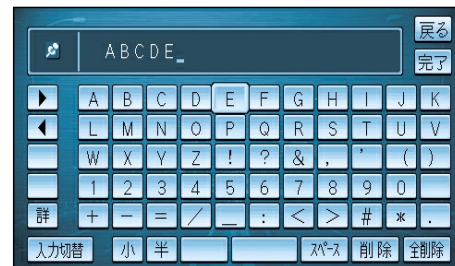 戻る
ABCDE_
完了
A B C D E F G H I J K
L M N O P Q R S T U V
W X Y Z ! ? & , ' ( )
1 2 3 4 5 6 7 8 9 0
詳 + − = / _ : < > # * .
入力切替 小 半 スペース 削除 全削除